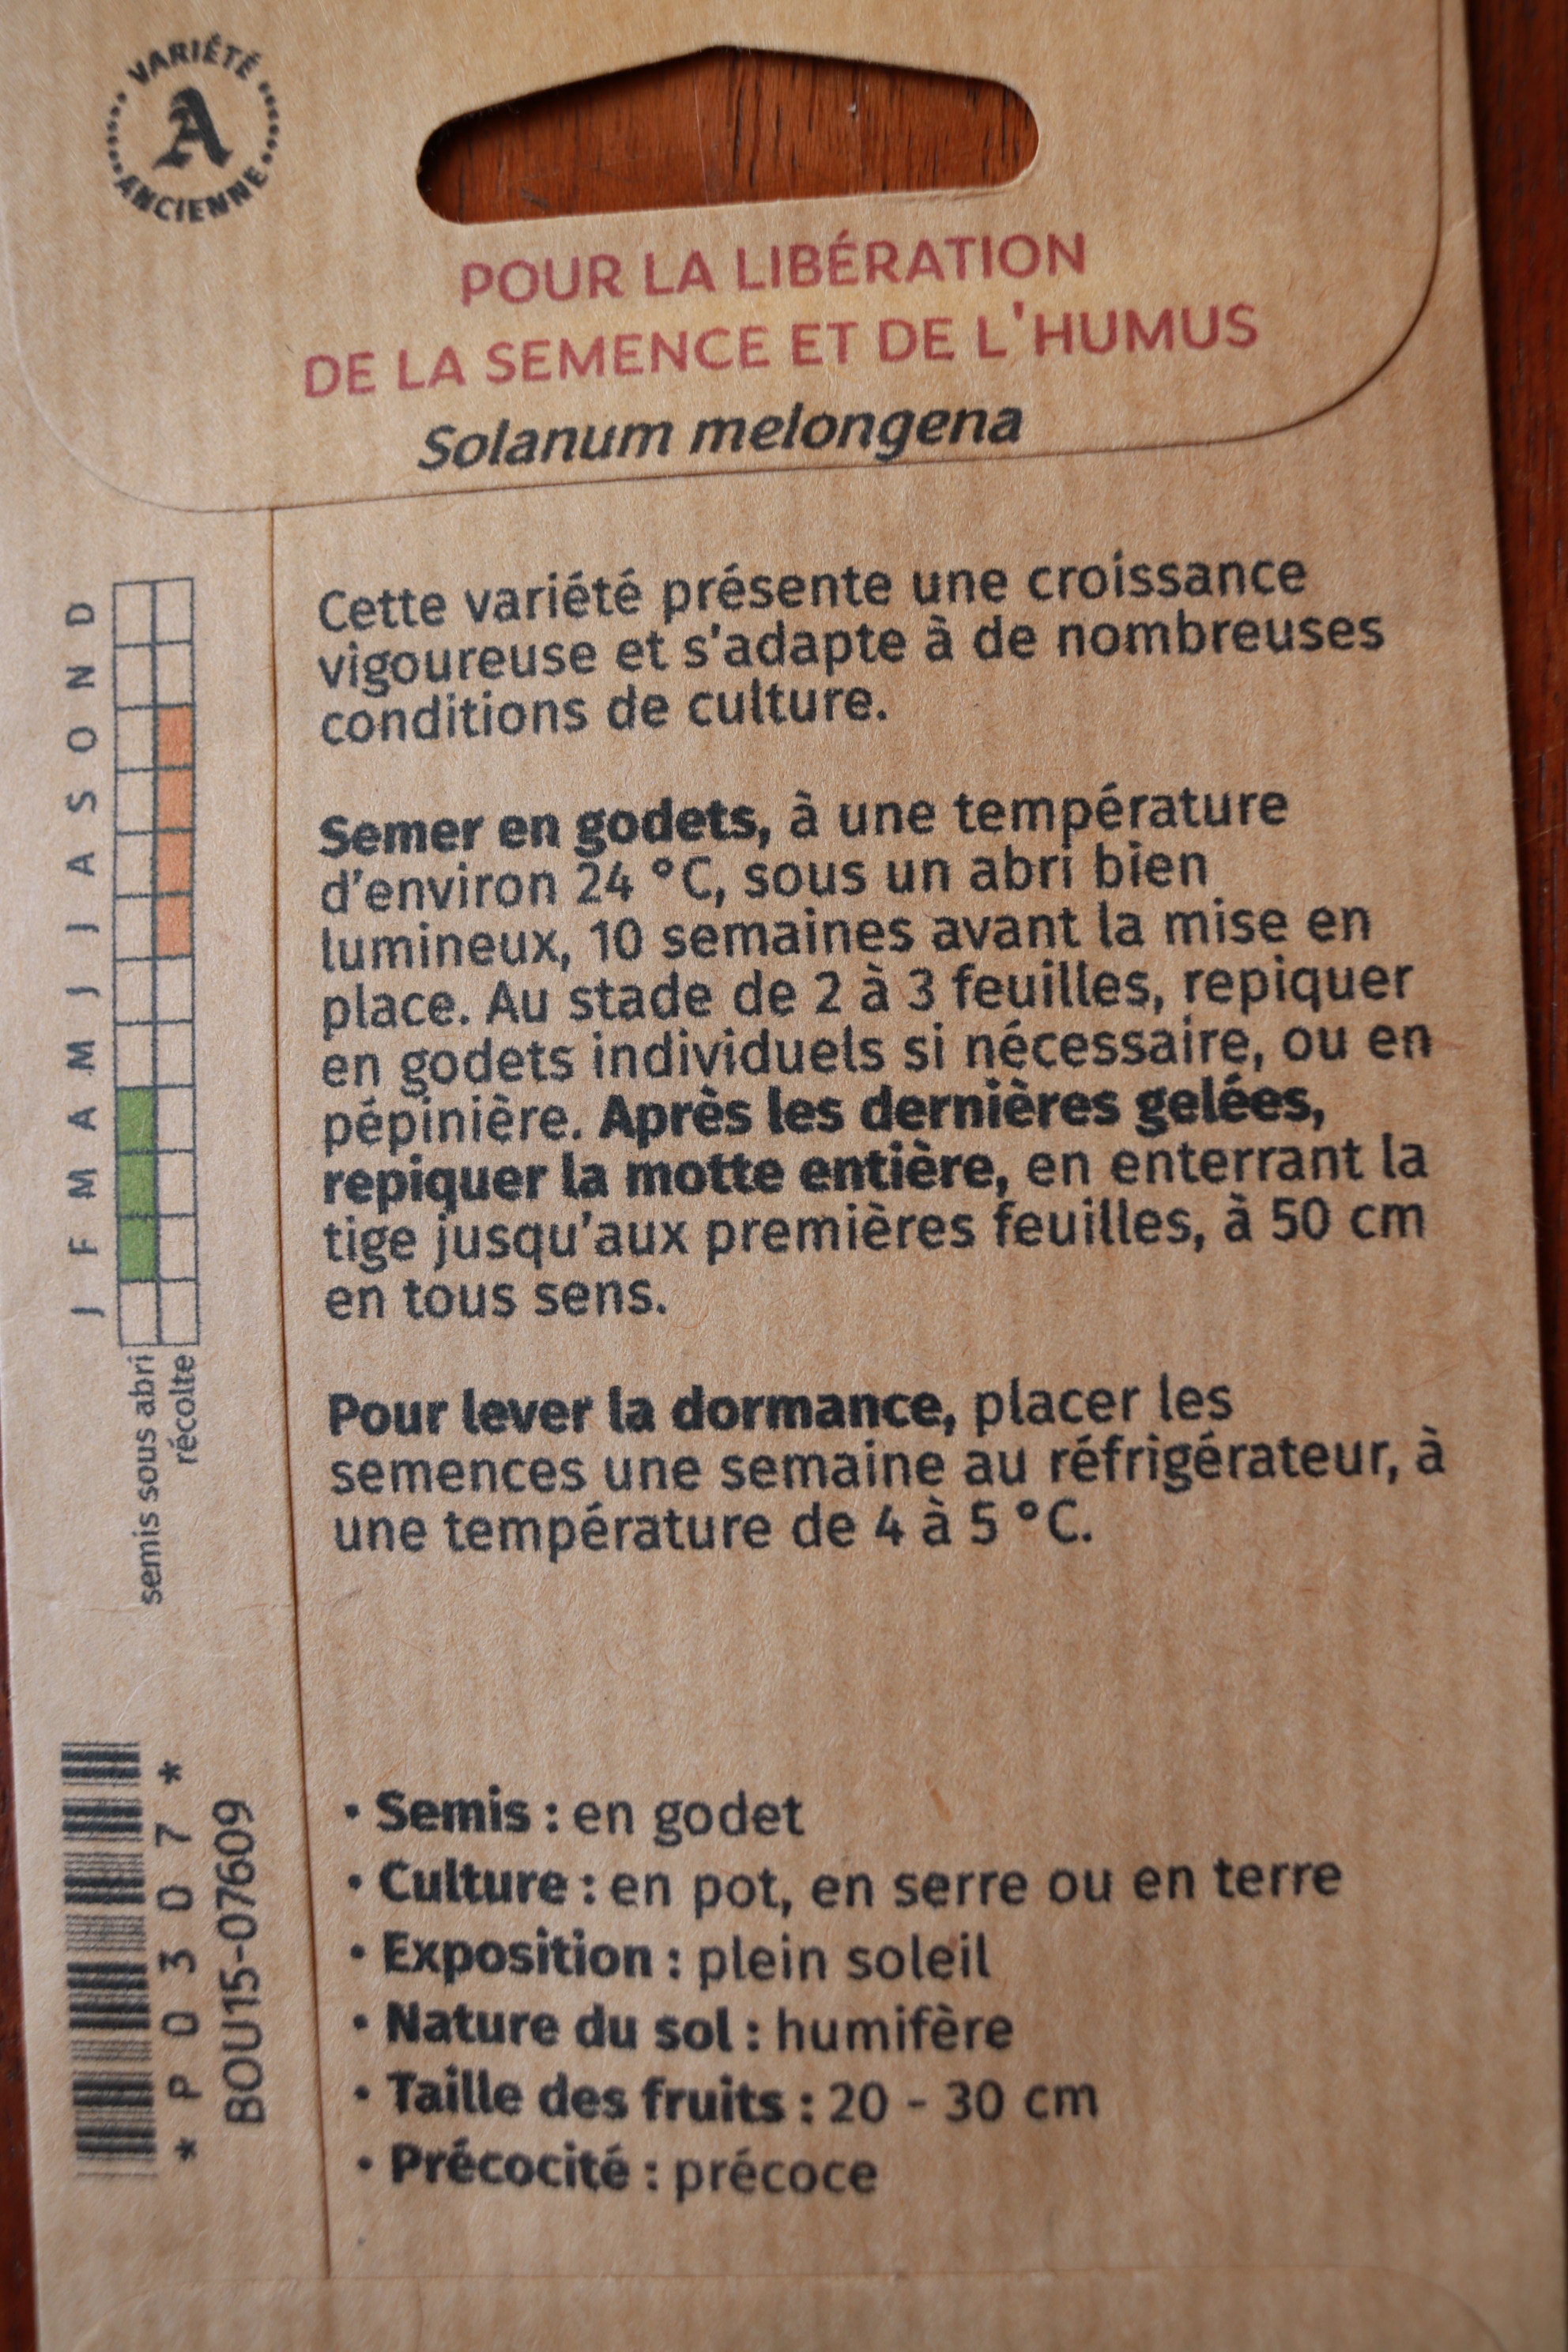 VARIÉTÉ
A
ANCIENNE
POUR LA LIBÉRATION
DE LA SEMENCE ET DE L'HUMUS
Solanum melongena
J F M A M J J A S O N D
semis sous abri
récolte
Cette variété présente une croissance
vigoureuse et s'adapte à de nombreuses
conditions de culture.
Semer en godets, à une température
d'environ 24 °C, sous un abri bien
lumineux, 10 semaines avant la mise en
place. Au stade de 2 à 3 feuilles, repiquer
en godets individuels si nécessaire, ou en
pépinière. Après les dernières gelées,
repiquer la motte entière, en enterrant la
tige jusqu'aux premières feuilles, à 50 cm
en tous sens.
Pour lever la dormance, placer les
semences une semaine au réfrigérateur, à
une température de 4 à 5 °C.
* P 0 3 0 7 *
BOU15-07609
• Semis : en godet
• Culture : en pot, en serre ou en terre
• Exposition : plein soleil
• Nature du sol : humifère
• Taille des fruits : 20 - 30 cm
• Précocité : précoce